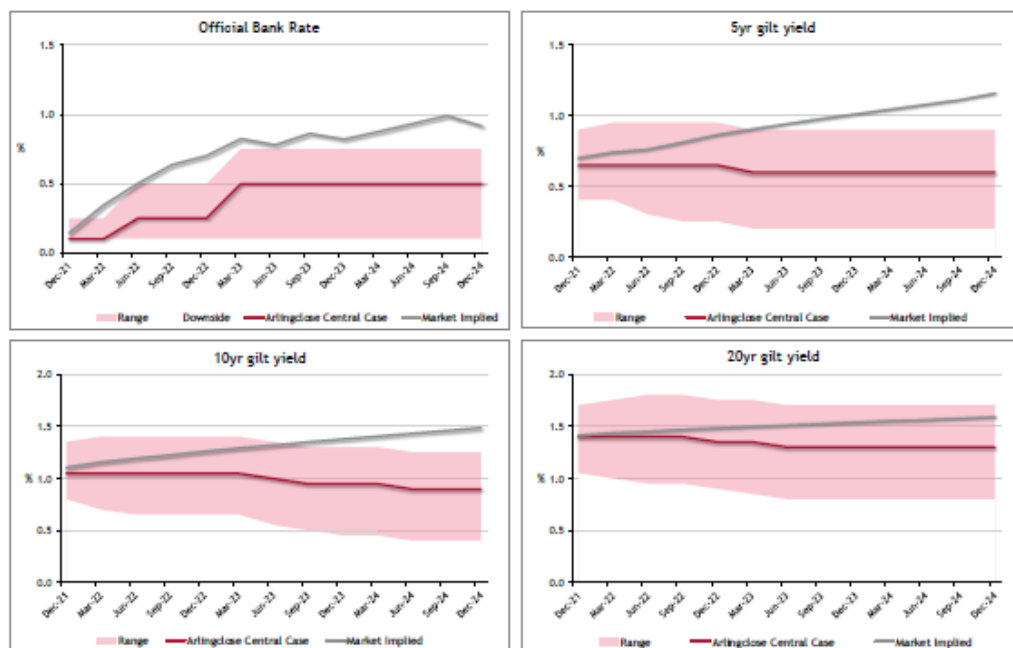 Official Bank Rate
1.5
1.0
%
0.5
0.0
Dec-21 Mar-22 Jun-22 Sep-22 Dec-22 Mar-23 Jun-23 Sep-23 Dec-23 Mar-24 Jun-24 Sep-24 Dec-24
Range Downside Arlingclose Central Case Market Implied
5yr gilt yield
1.5
1.0
%
0.5
0.0
Dec-21 Mar-22 Jun-22 Sep-22 Dec-22 Mar-23 Jun-23 Sep-23 Dec-23 Mar-24 Jun-24 Sep-24 Dec-24
Range Arlingclose Central Case Market Implied
10yr gilt yield
2.0
1.5
1.0
%
0.5
0.0
Dec-21 Mar-22 Jun-22 Sep-22 Dec-22 Mar-23 Jun-23 Sep-23 Dec-23 Mar-24 Jun-24 Sep-24 Dec-24
Range Arlingclose Central Case Market Implied
20yr gilt yield
2.0
1.5
1.0
%
0.5
0.0
Dec-21 Mar-22 Jun-22 Sep-22 Dec-22 Mar-23 Jun-23 Sep-23 Dec-23 Mar-24 Jun-24 Sep-24 Dec-24
Range Arlingclose Central Case Market Implied